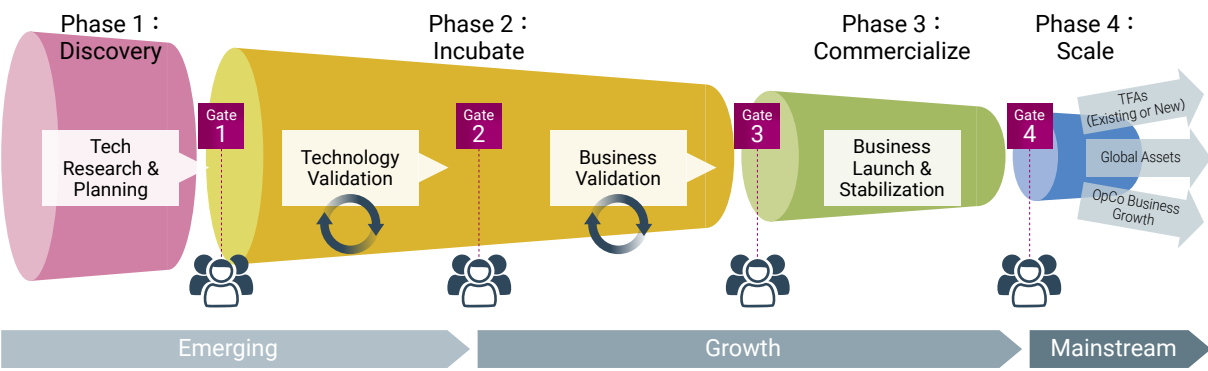 Phase 1：
Discovery
Phase 2：
Incubate
Phase 3：
Commercialize
Phase 4：
Scale
Gate
1
Gate
2
Gate
3
Gate
4
Tech
Research &
Planning
Technology
Validation
Business
Validation
Business
Launch &
Stabilization
TFAs
(Existing or New)
Global Assets
OpCo Business
Growth
Emerging
Growth
Mainstream